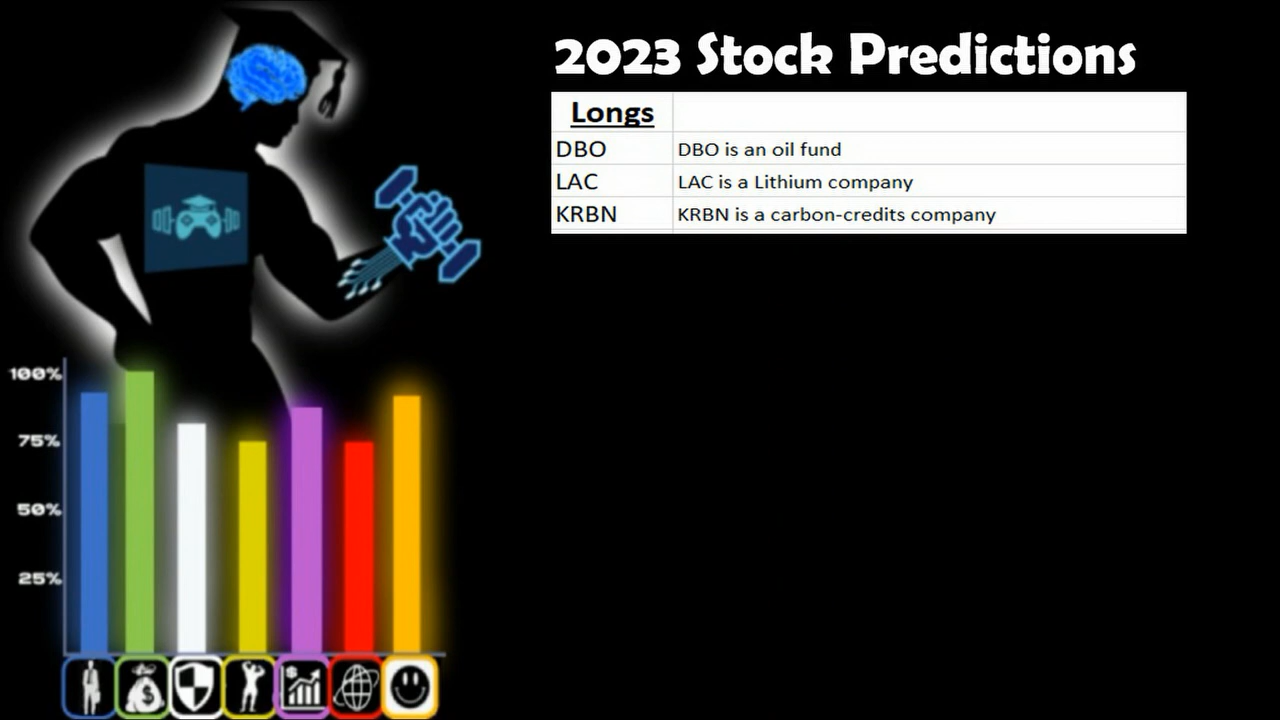 2023 Stock Predictions
Longs
DBO DBO is an oil fund
LAC LAC is a Lithium company
KRBN KRBN is a carbon-credits company
100%
75%
50%
25%
$
$